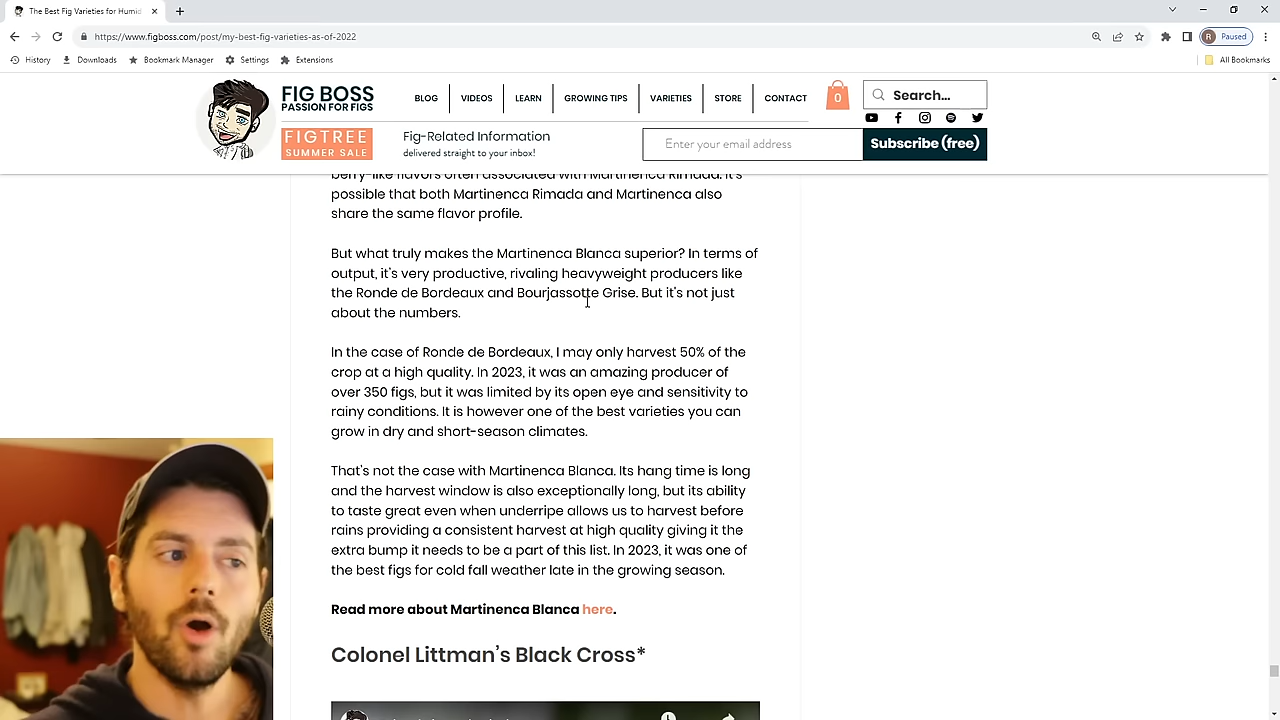 The Best Fig Varieties for Humid
https://www.figboss.com/post/my-best-fig-varieties-as-of-2022
R Paused
History Downloads Bookmark Manager Settings Extensions All Bookmarks
FIG BOSS
PASSION FOR FIGS
BLOG VIDEOS LEARN GROWING TIPS VARIETIES STORE CONTACT
0
Search...
FIGTREE
SUMMER SALE
Fig-Related Information
delivered straight to your inbox!
Enter your email address
Subscribe (free)
berry-like flavors often associated with Martinenca Rimada. It's
possible that both Martinenca Rimada and Martinenca also
share the same flavor profile.
But what truly makes the Martinenca Blanca superior? In terms of
output, it's very productive, rivaling heavyweight producers like
the Ronde de Bordeaux and Bourjassotte Grise. But it's not just
about the numbers.
In the case of Ronde de Bordeaux, I may only harvest 50% of the
crop at a high quality. In 2023, it was an amazing producer of
over 350 figs, but it was limited by its open eye and sensitivity to
rainy conditions. It is however one of the best varieties you can
grow in dry and short-season climates.
That's not the case with Martinenca Blanca. Its hang time is long
and the harvest window is also exceptionally long, but its ability
to taste great even when underripe allows us to harvest before
rains providing a consistent harvest at high quality giving it the
extra bump it needs to be a part of this list. In 2023, it was one of
the best figs for cold fall weather late in the growing season.
Read more about Martinenca Blanca here.
Colonel Littman's Black Cross*